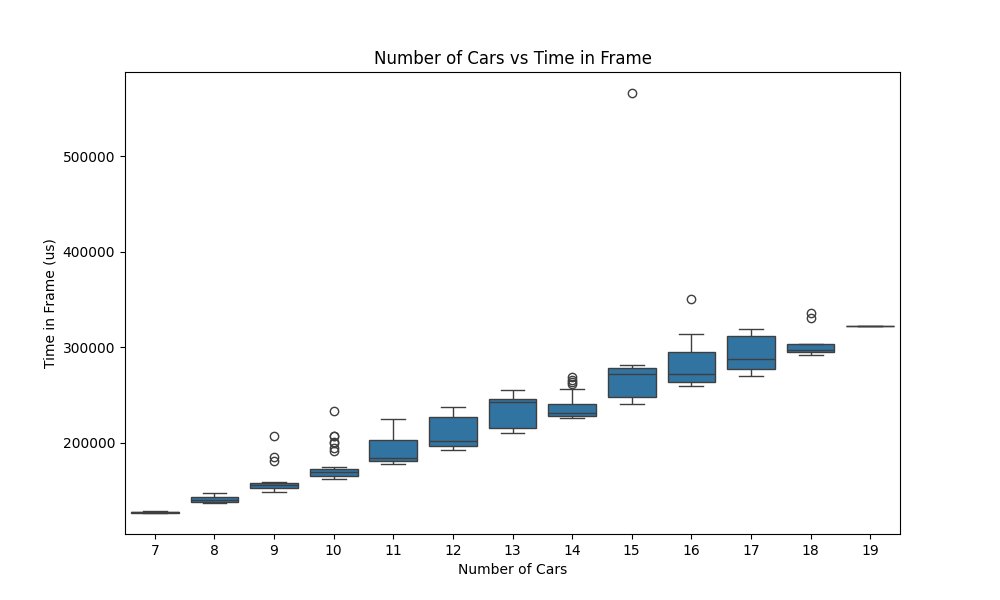 Number of Cars vs Time in Frame
Time in Frame (us)
500000
400000
300000
200000
7 8 9 10 11 12 13 14 15 16 17 18 19
Number of Cars